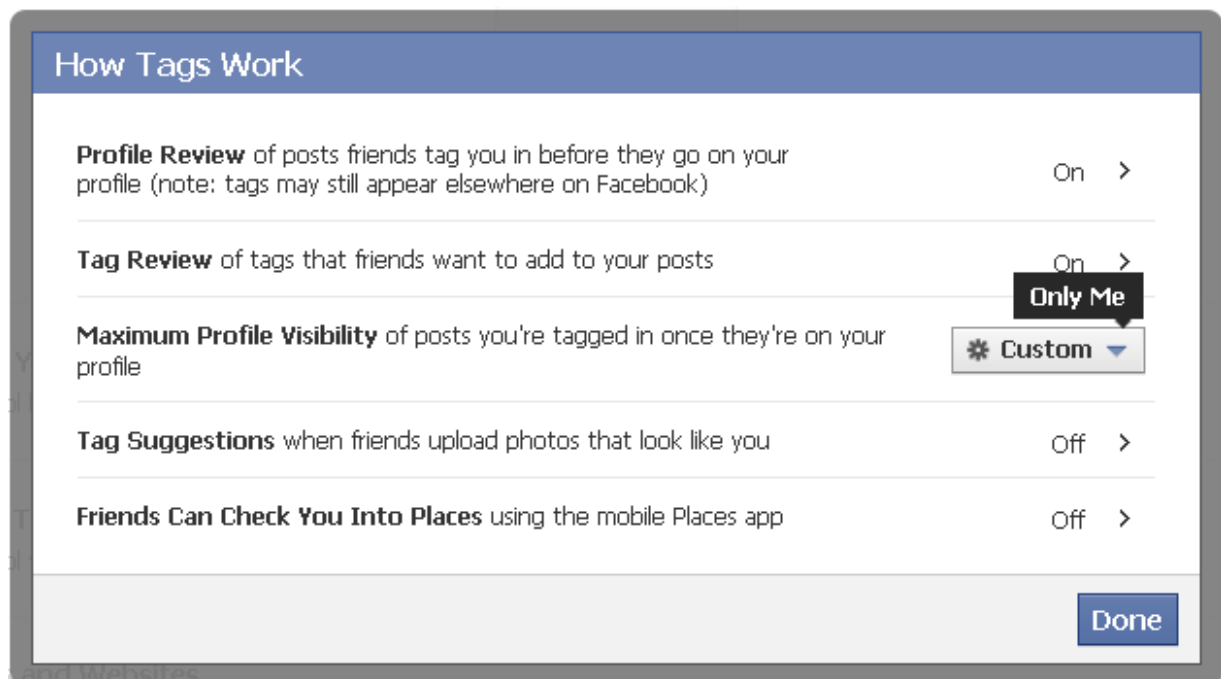 How Tags Work
Profile Review of posts friends tag you in before they go on your
profile (note: tags may still appear elsewhere on Facebook)
On
Tag Review of tags that friends want to add to your posts
On
Only Me
Maximum Profile Visibility of posts you're tagged in once they're on your
profile
Custom
Tag Suggestions when friends upload photos that look like you
Off
Friends Can Check You Into Places using the mobile Places app
Off
Done
and Websites